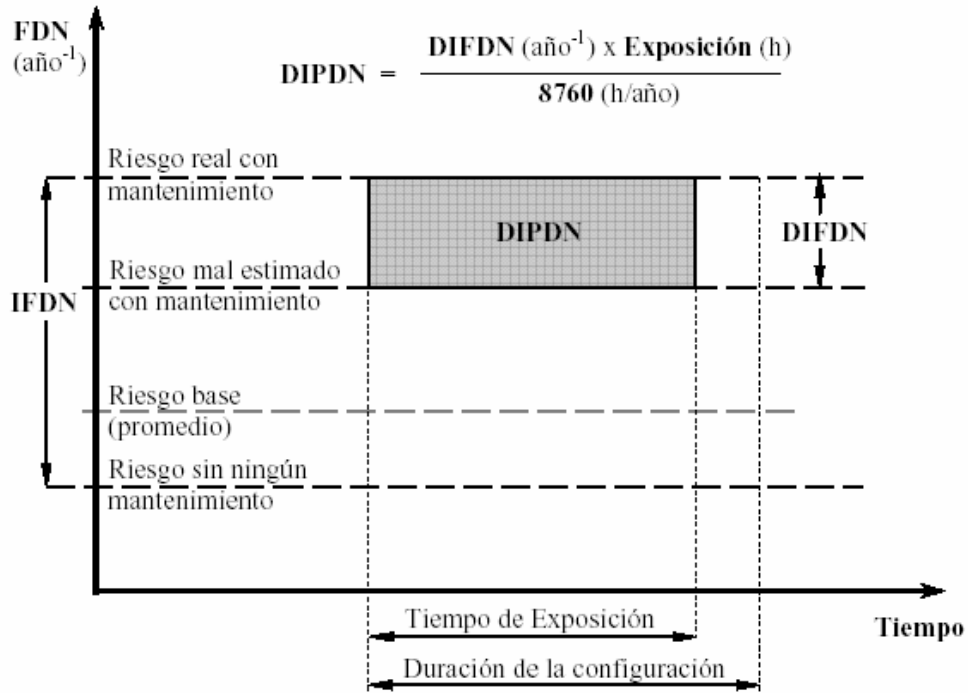 FDN
(año⁻¹)
DIPDN = DIFDN (año⁻¹) x Exposición (h)
8760 (h/año)
Riesgo real con
mantenimiento
DIPDN
DIFDN
Riesgo mal estimado
con mantenimiento
IFDN
Riesgo base
(promedio)
Riesgo sin ningún
mantenimiento
Tiempo de Exposición
Tiempo
Duración de la configuración